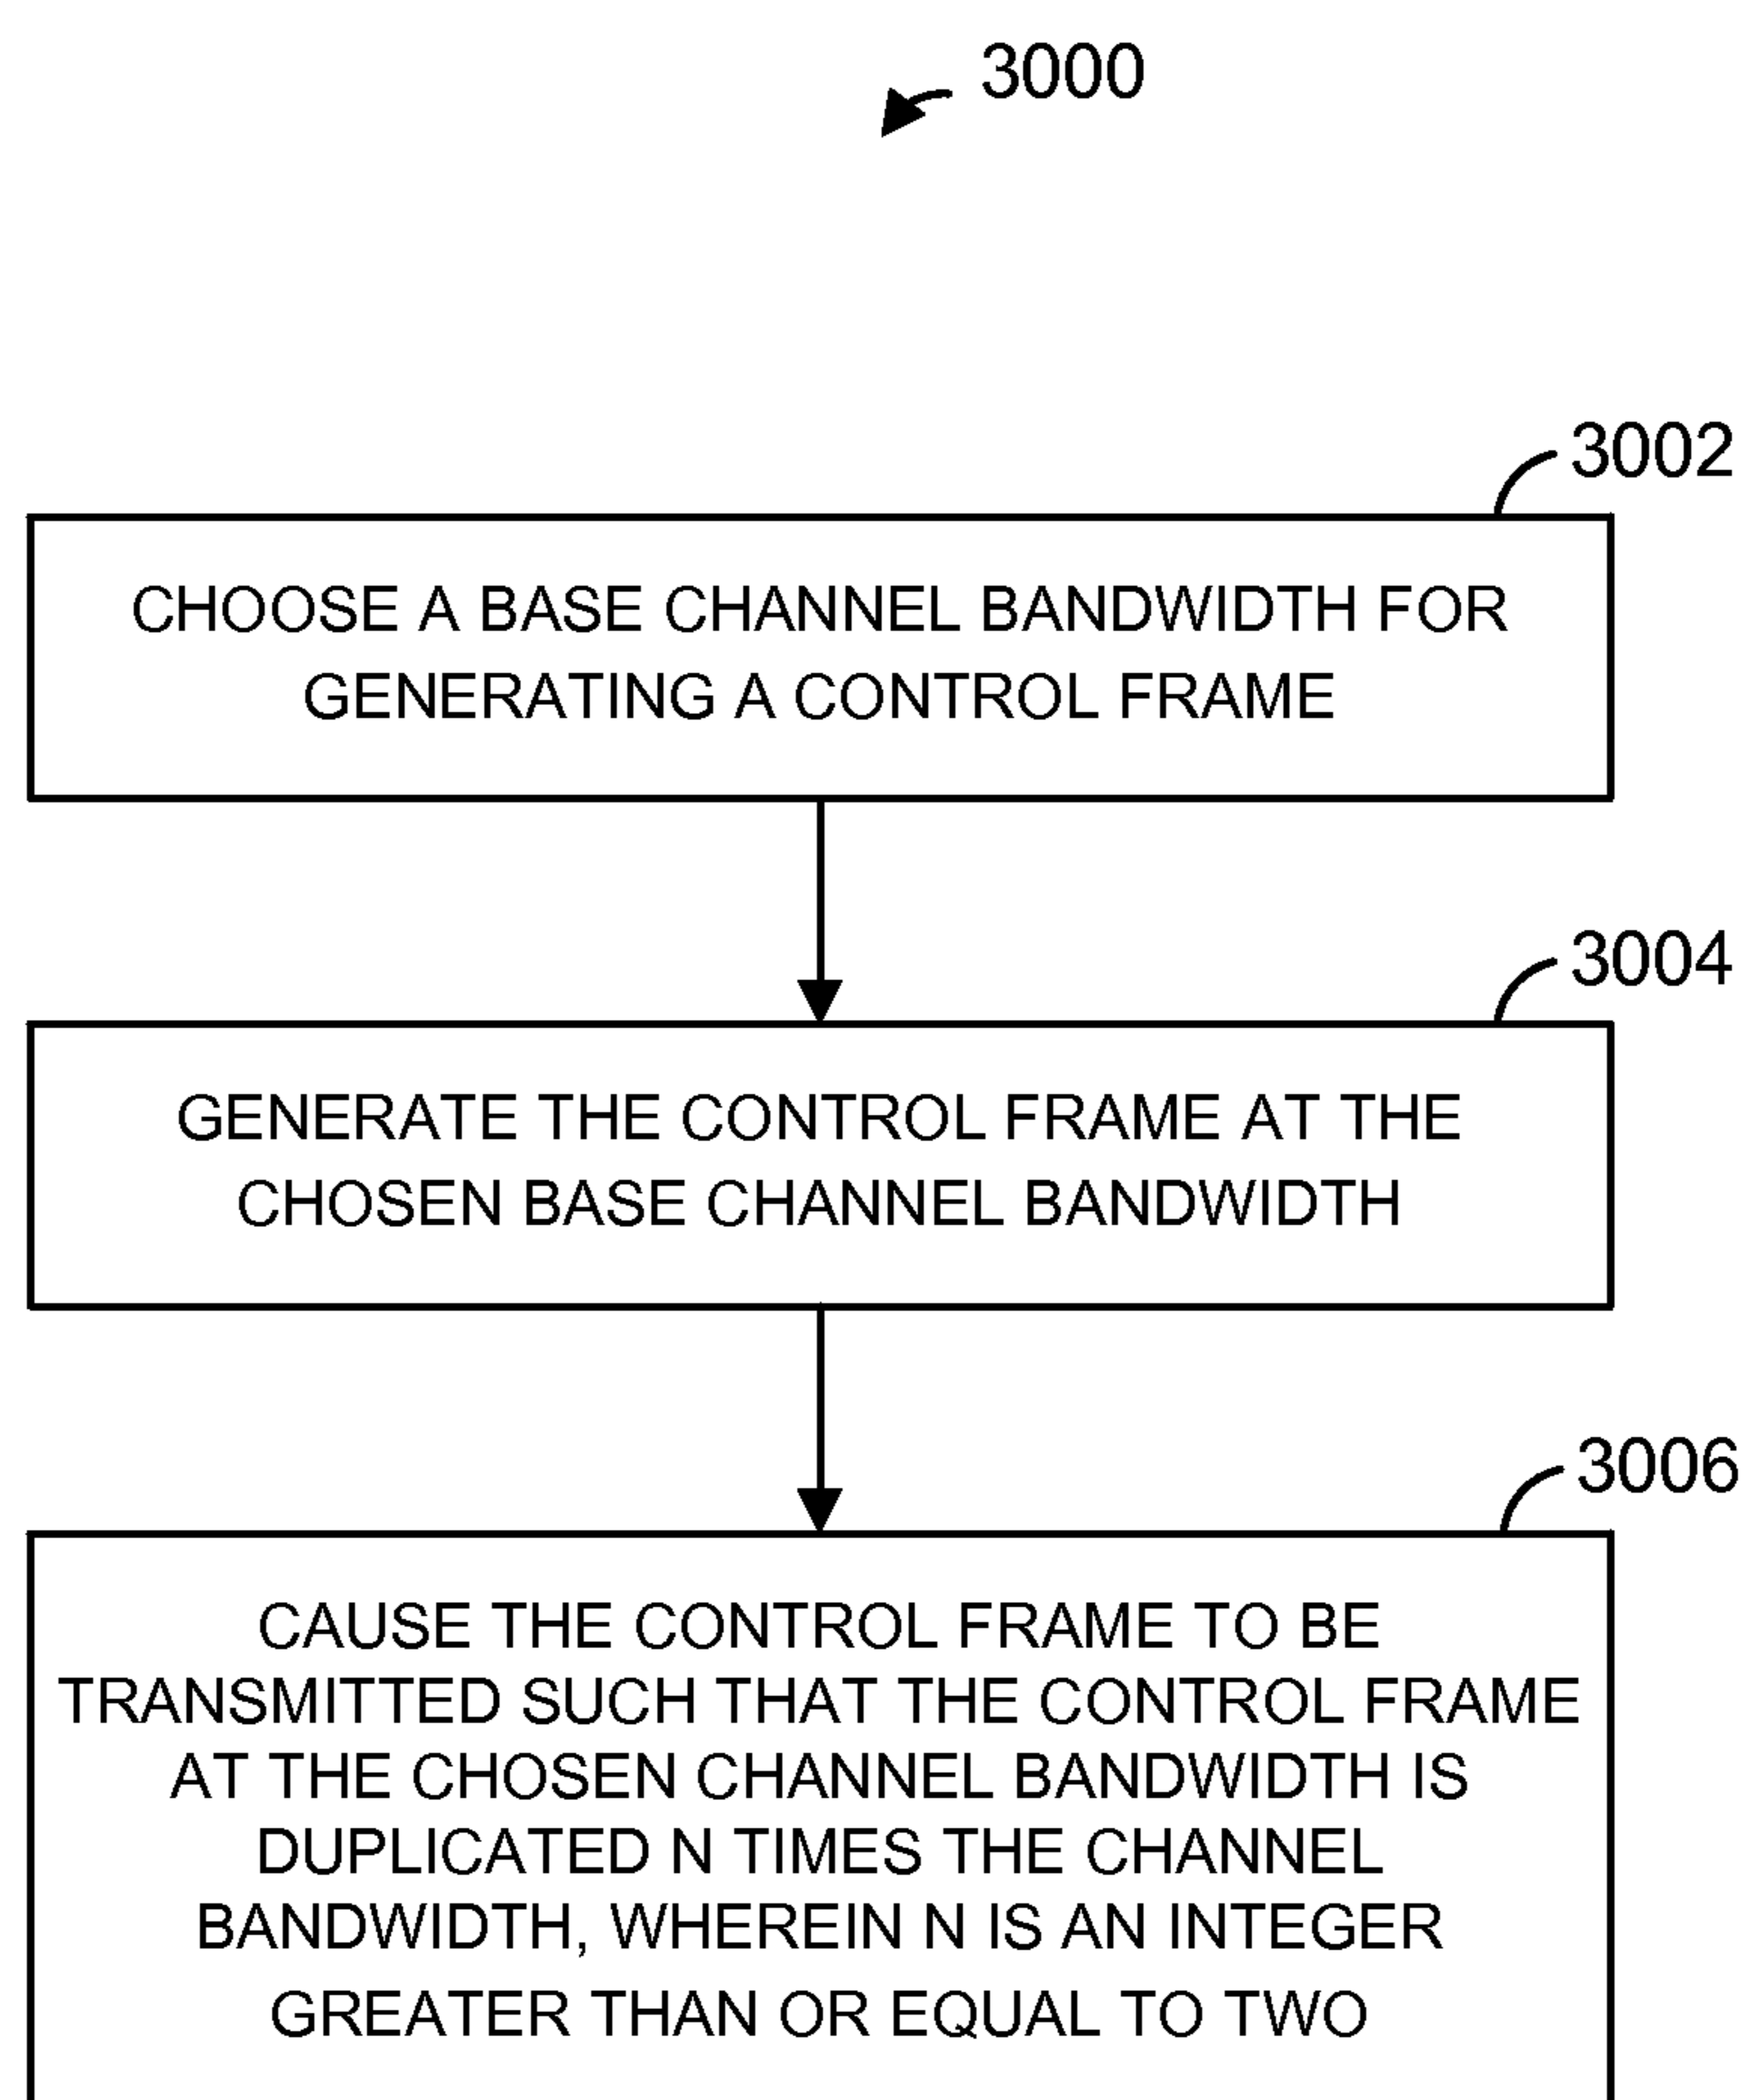 3000
3002
CHOOSE A BASE CHANNEL BANDWIDTH FOR
GENERATING A CONTROL FRAME
3004
GENERATE THE CONTROL FRAME AT THE
CHOSEN BASE CHANNEL BANDWIDTH
3006
CAUSE THE CONTROL FRAME TO BE
TRANSMITTED SUCH THAT THE CONTROL FRAME
AT THE CHOSEN CHANNEL BANDWIDTH IS
DUPLICATED N TIMES THE CHANNEL
BANDWIDTH, WHEREIN N IS AN INTEGER
GREATER THAN OR EQUAL TO TWO